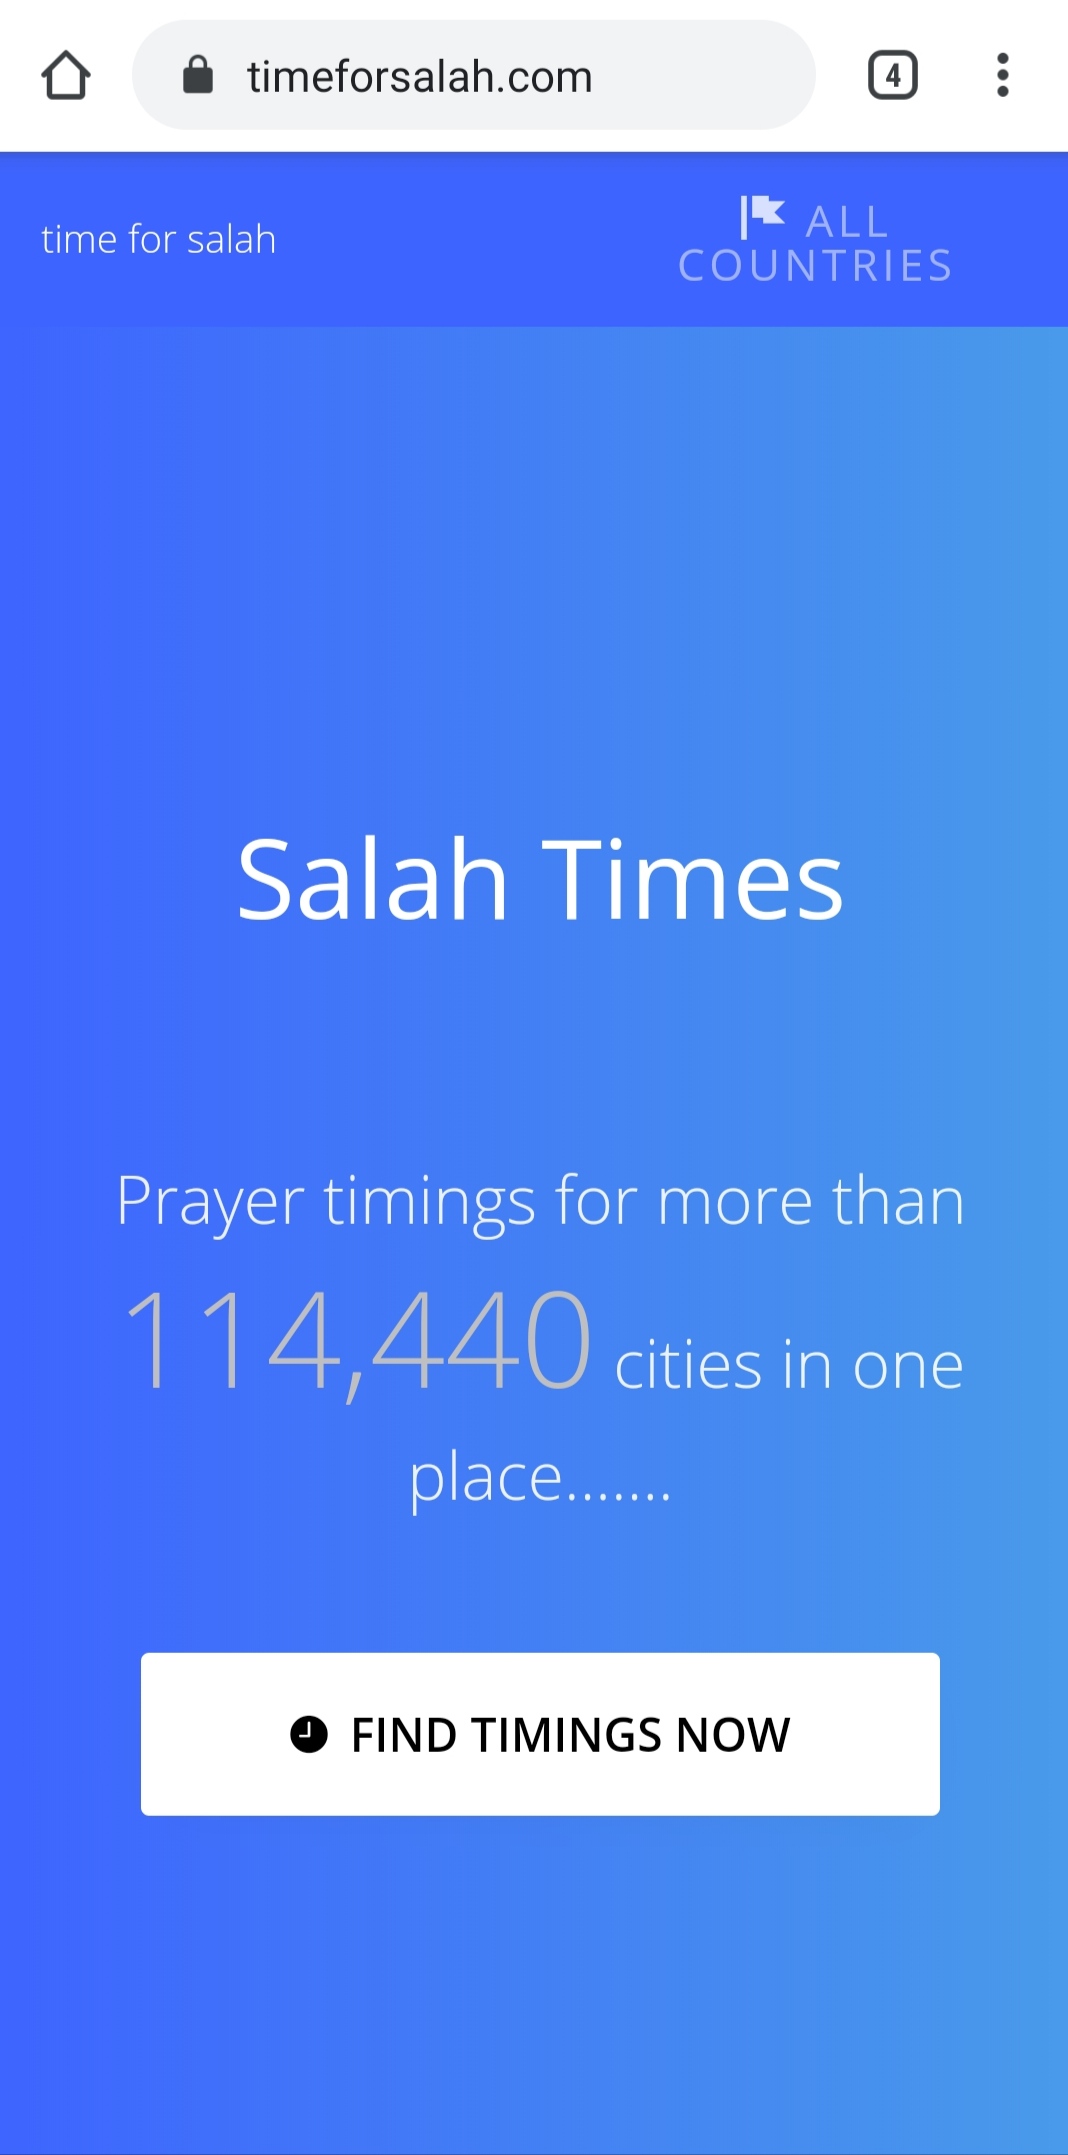 timeforsalah.com
4
time for salah
ALL
COUNTRIES
Salah Times
Prayer timings for more than
114,440 cities in one
place.......
FIND TIMINGS NOW